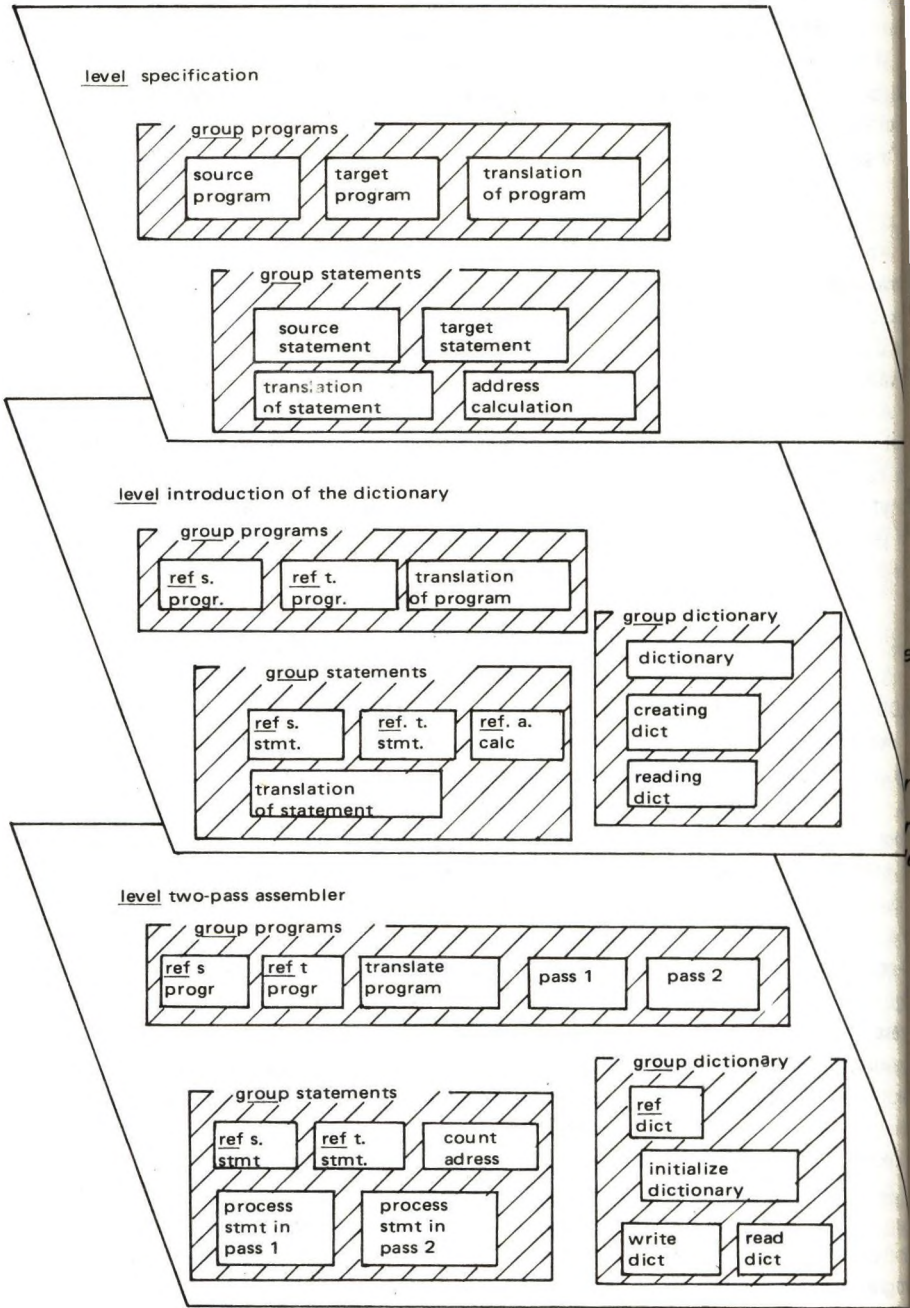 level specification
group programs
source
program
target
program
translation
of program
group statements
source
statement
target
statement
translation
of statement
address
calculation
level introduction of the dictionary
group programs
ref s.
progr.
ref t.
progr.
translation
of program
group dictionary
dictionary
creating
dict
reading
dict
group statements
ref s.
stmt.
ref. t.
stmt.
ref. a.
calc
translation
of statement
level two-pass assembler
group programs
ref s
progr
ref t
progr
translate
program
pass 1
pass 2
group dictionary
ref
dict
initialize
dictionary
write
dict
read
dict
group statements
ref s.
stmt
ref t.
stmt.
count
adress
process
stmt in
pass 1
process
stmt in
pass 2